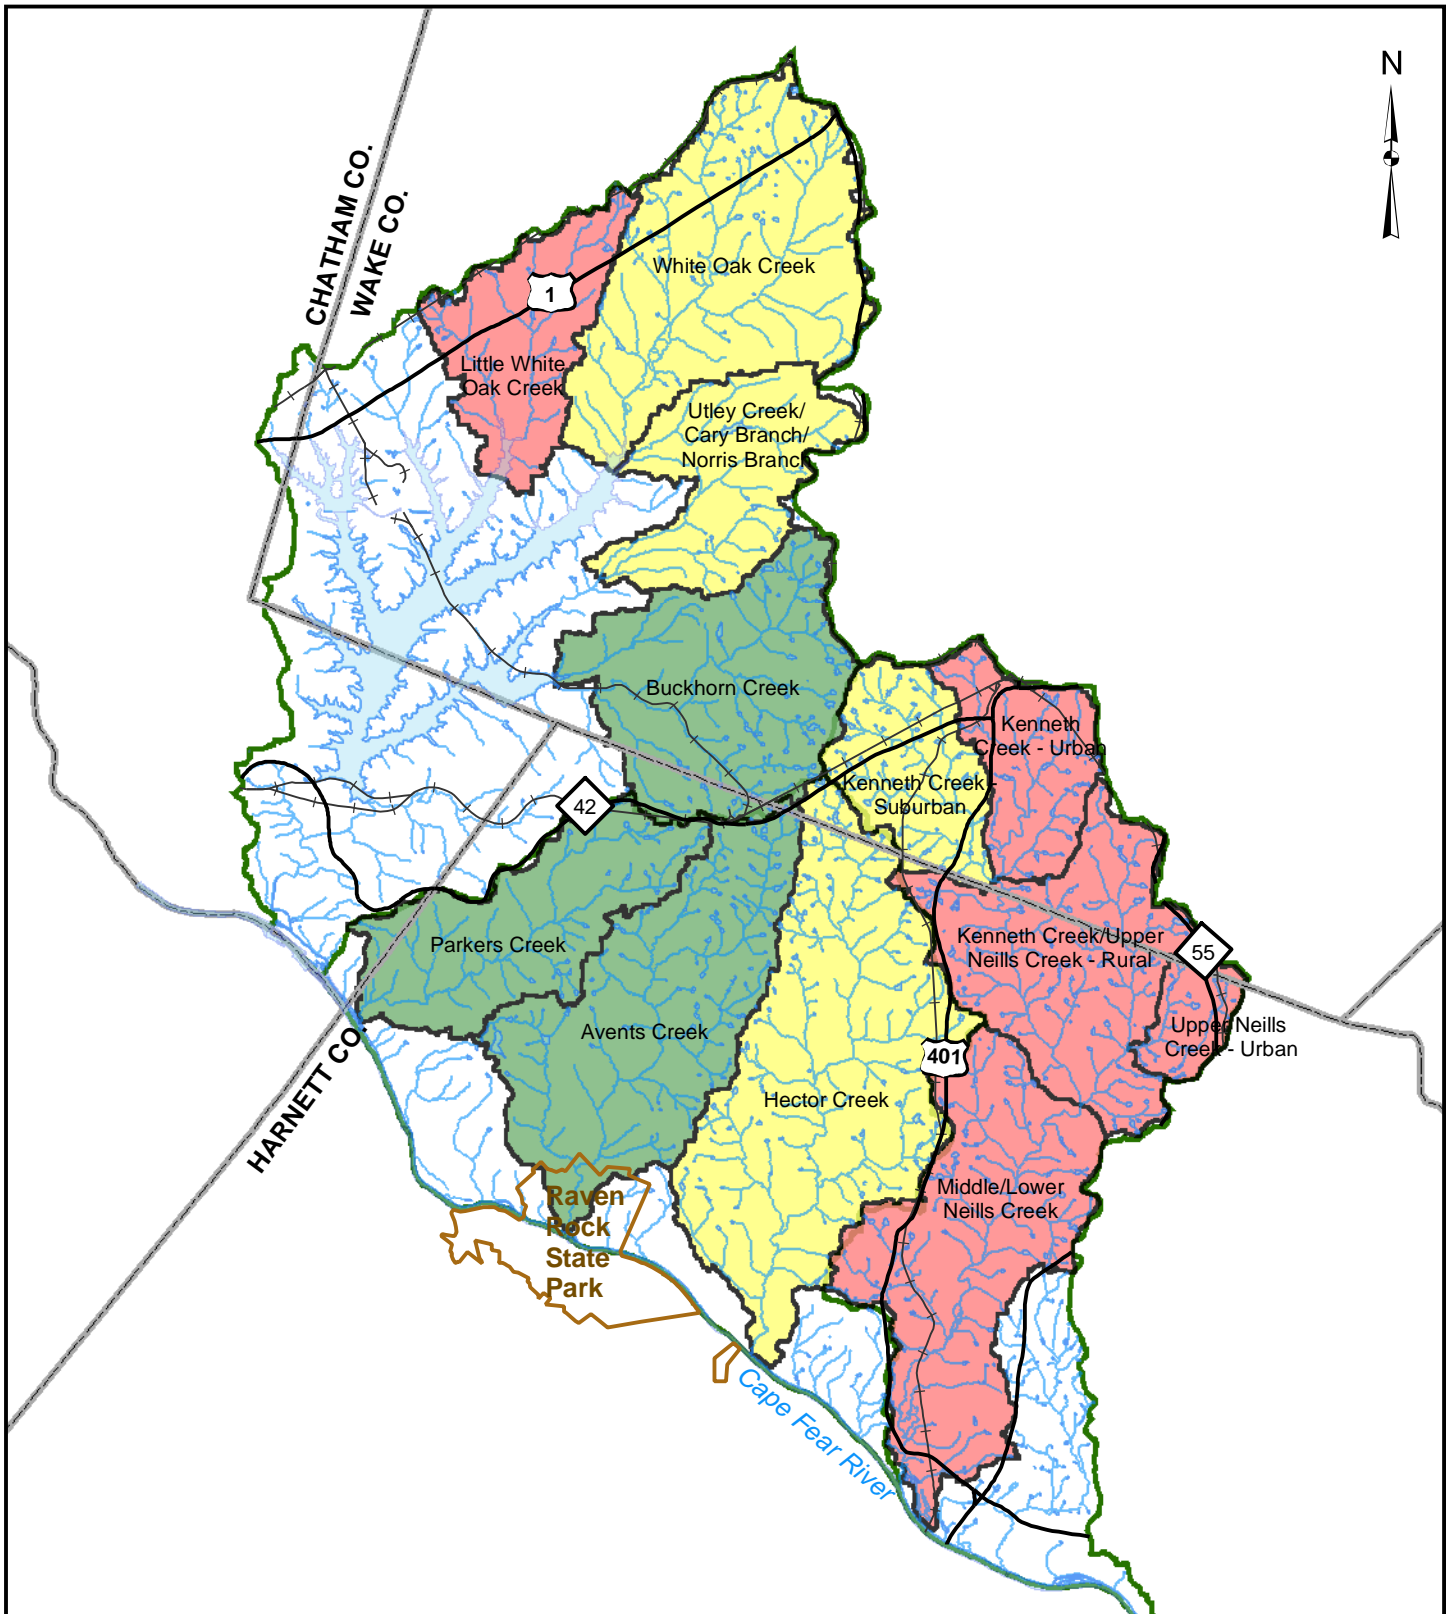 N
CHATHAM CO.
WAKE CO.
White Oak Creek
1
Little White
Oak Creek
Utley Creek/
Cary Branch/
Norris Branch
Buckhorn Creek
Kenneth
Creek - Urban
Kenneth Creek -
Suburban
42
Parkers Creek
Kenneth Creek/Upper
Neills Creek - Rural
55
Avents Creek
Upper Neills
Creek - Urban
401
HARNETT CO.
Hector Creek
Middle/Lower
Neills Creek
Raven
Rock
State
Park
Cape Fear River